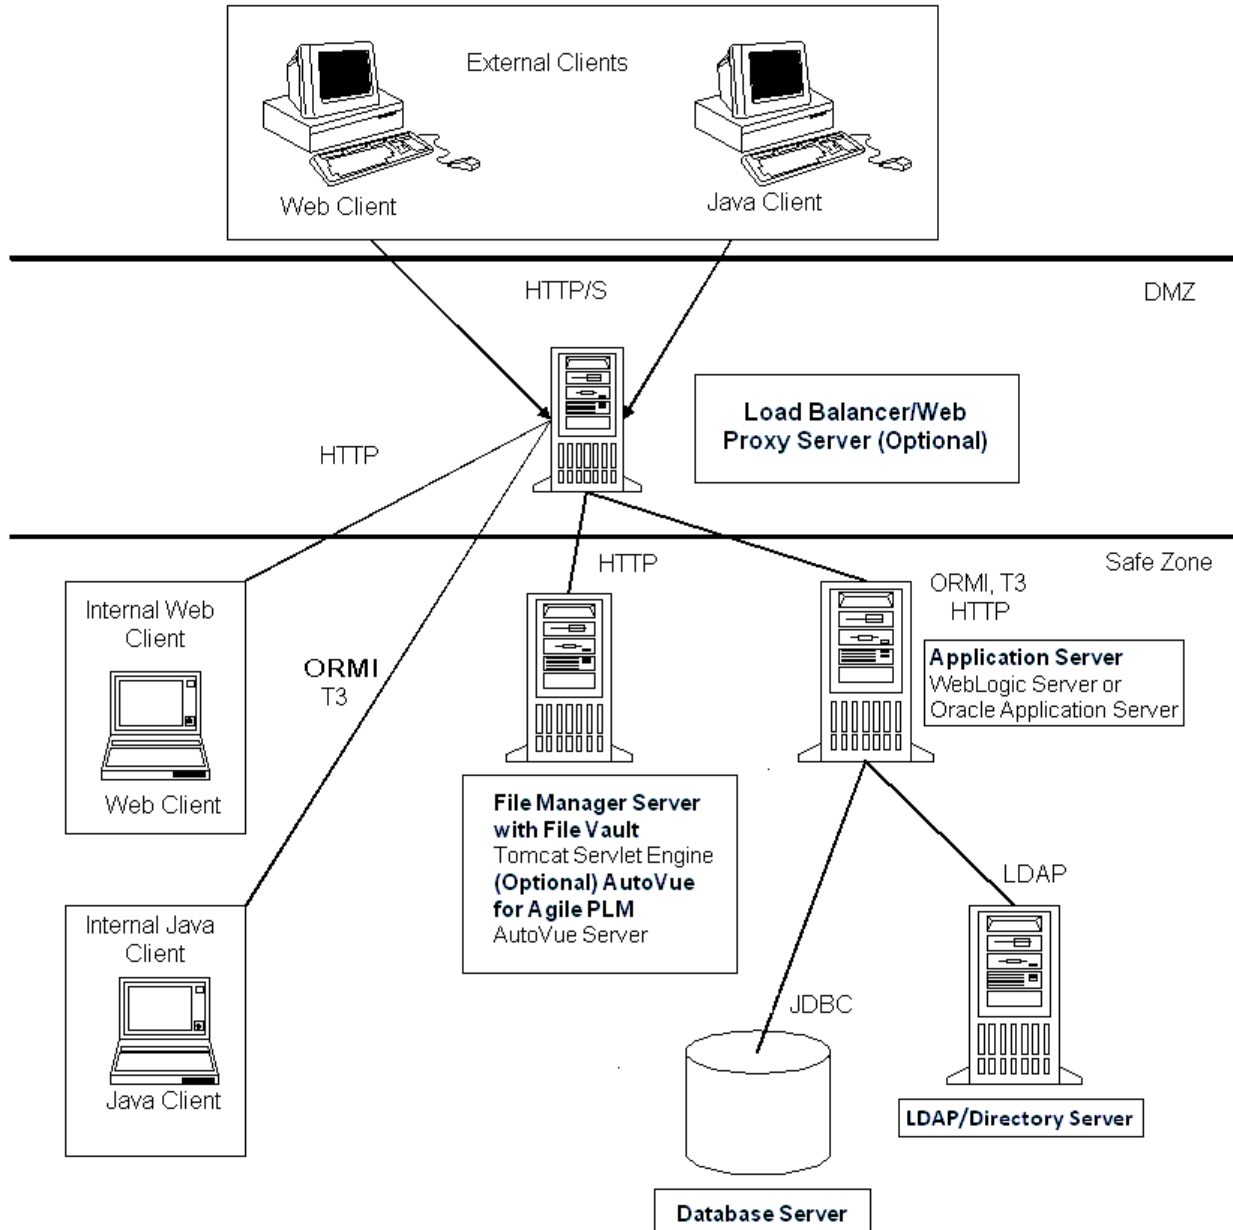 External Clients
Web Client
Java Client
HTTP/S
DMZ
Load Balancer/Web
Proxy Server (Optional)
HTTP
HTTP
Safe Zone
ORMI, T3
HTTP
Internal Web
Client
Web Client
ORMI
T3
Application Server
WebLogic Server or
Oracle Application Server
File Manager Server
with File Vault
Tomcat Servlet Engine
(Optional) AutoVue
for Agile PLM
AutoVue Server
LDAP
Internal Java
Client
Java Client
JDBC
LDAP/Directory Server
Database Server